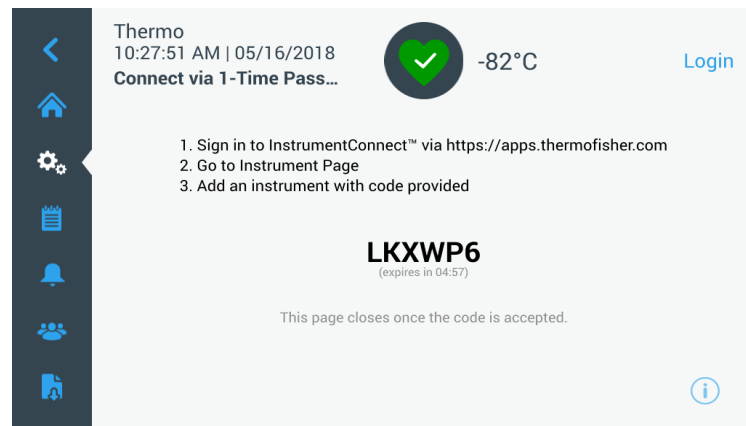 Thermo
10:27:51 AM | 05/16/2018
Connect via 1-Time Pass...
-82°C
Login
1. Sign in to InstrumentConnect™ via https://apps.thermofisher.com
2. Go to Instrument Page
3. Add an instrument with code provided
LKXWP6
(expires in 04:57)
This page closes once the code is accepted.